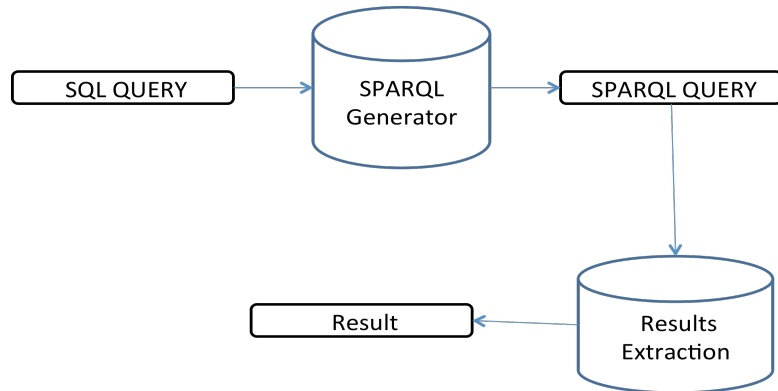 SQL QUERY
SPARQL
Generator
SPARQL QUERY
Result
Results
Extraction